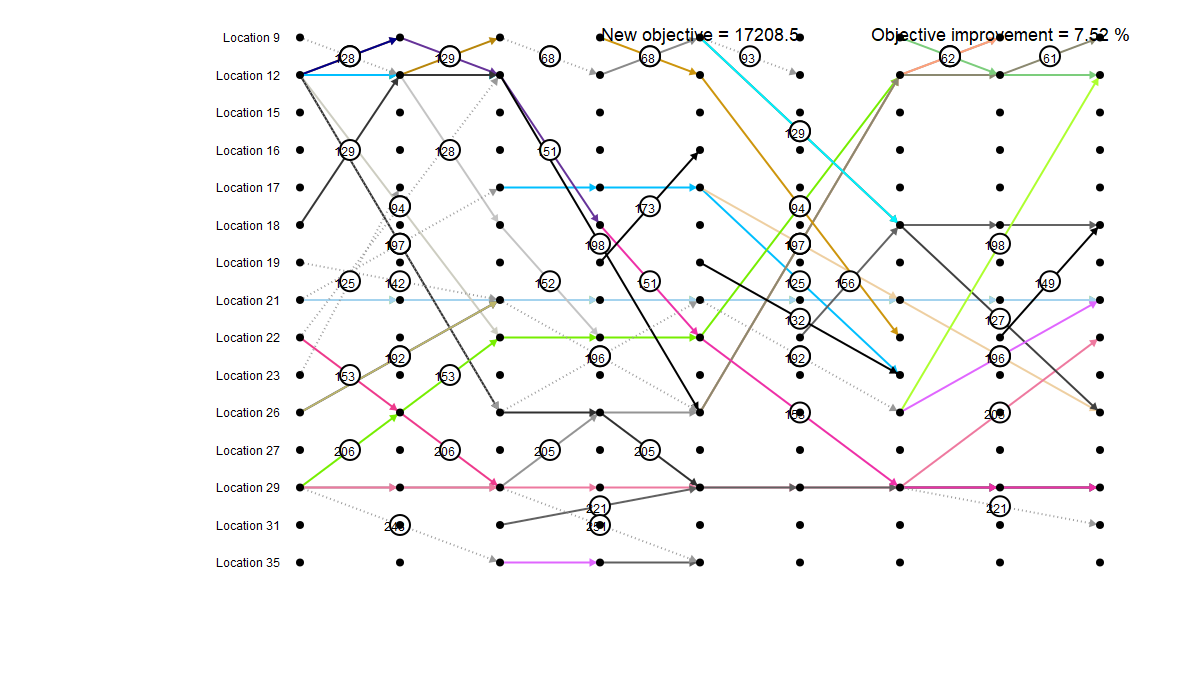 New objective = 17208.5
Objective improvement = 7.52 %
Location 9
128
129
68
68
93
62
61
Location 12
Location 15
129
Location 16
129
128
151
Location 17
94
173
94
Location 18
197
198
197
198
Location 19
125
142
152
151
125
156
149
Location 21
132
127
Location 22
192
196
192
196
Location 23
153
153
Location 26
Location 27
206
206
205
205
Location 29
221
221
Location 31
Location 35